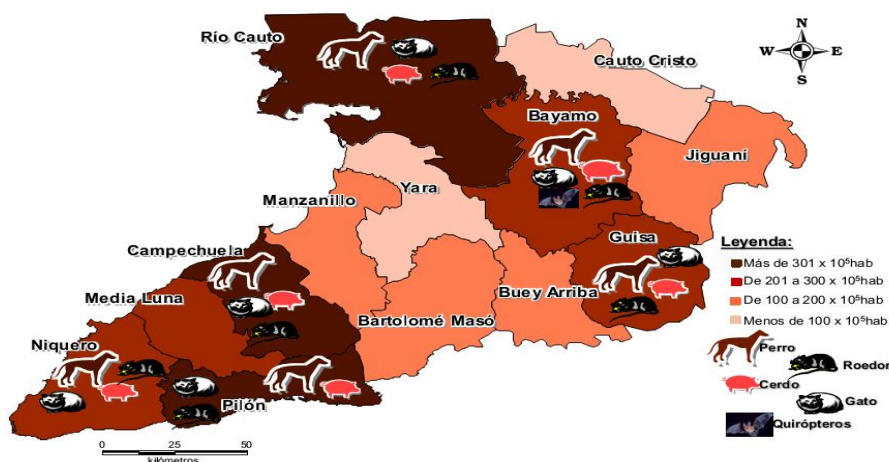 Río Cauto
N
W E
S
Cauto Cristo
Bayamo
Jiguaní
Yara
Manzanillo
Guisa
Campechuela
Leyenda:
Más de 301 x 10⁵hab
De 201 a 300 x 10⁵hab
De 100 a 200 x 10⁵hab
Menos de 100 x 10⁵hab
Media Luna
Buey Arriba
Bartolomé Masó
Niquero
Perro
Roedor
Cerdo
Gato
Pilón
Quirópteros
0 25 50
kilómetros